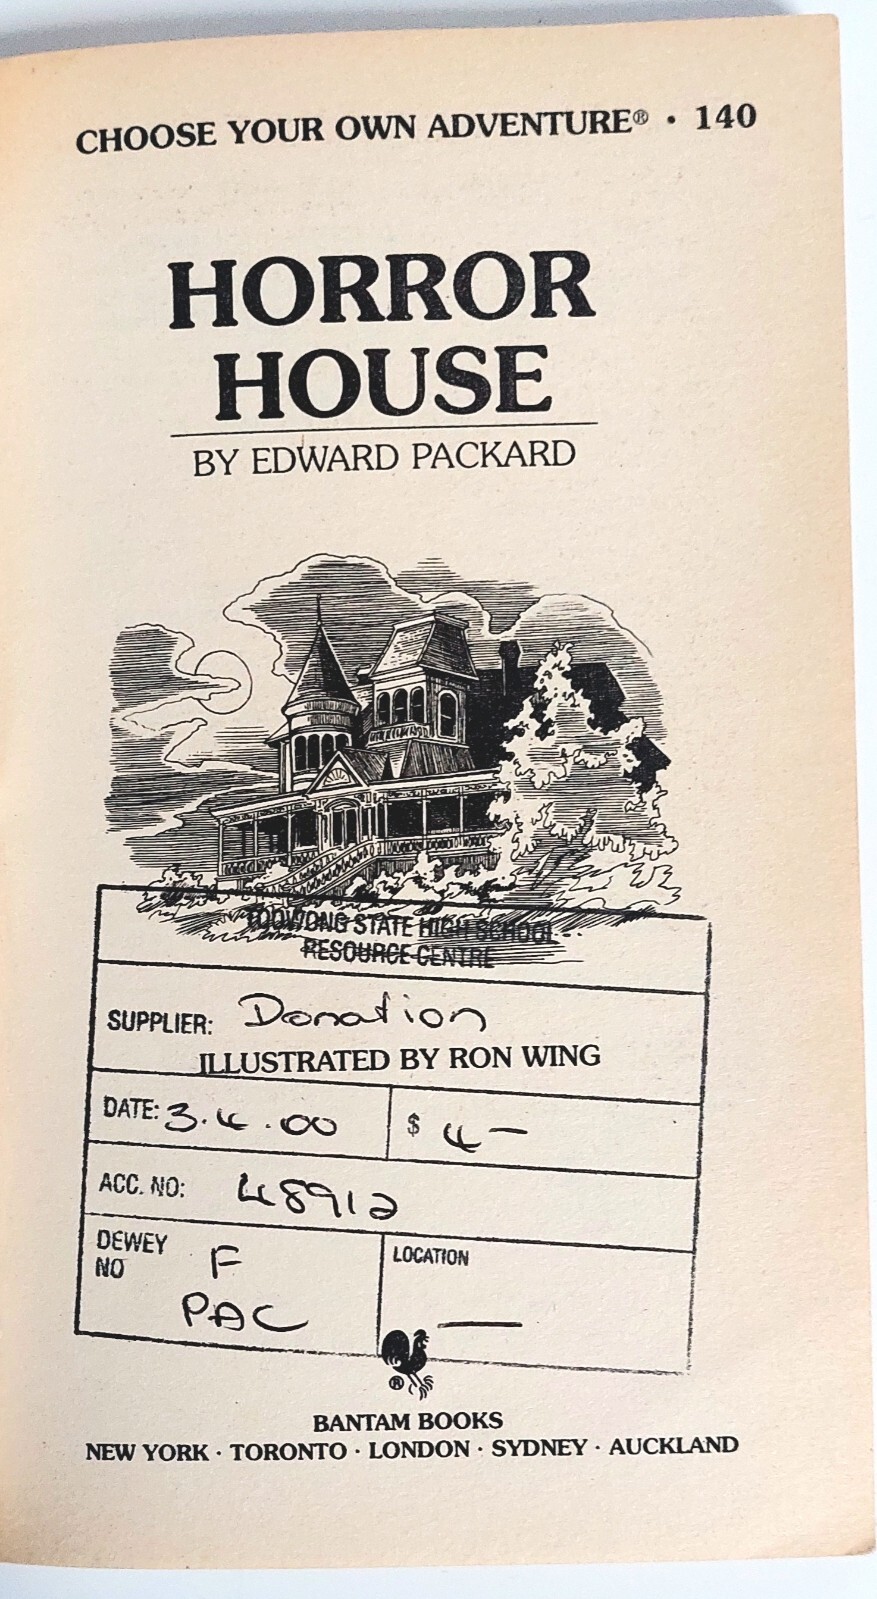 CHOOSE YOUR OWN ADVENTURE® · 140
HORROR
HOUSE
BY EDWARD PACKARD
TOOWONG STATE HIGH SCHOOL
RESOURCE CENTRE
SUPPLIER: Donation
ILLUSTRATED BY RON WING
DATE: 3.4.00 $ 4 —
ACC. NO: 48912
DEWEY NO F PAC LOCATION —
®
BANTAM BOOKS
NEW YORK · TORONTO · LONDON · SYDNEY · AUCKLAND